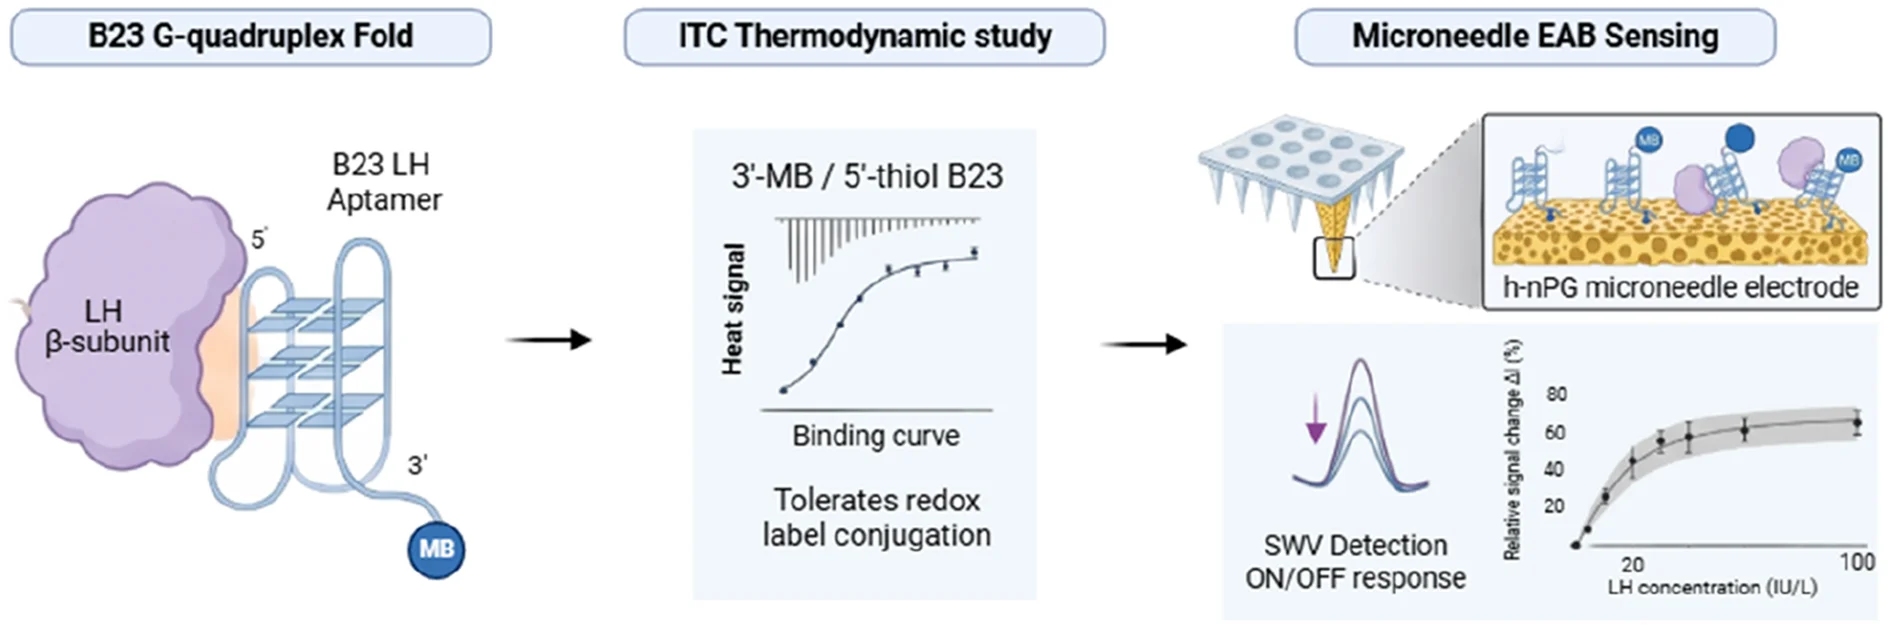 B23 G-quadruplex Fold
B23 LH
Aptamer
5'
LH
β-subunit
3'
MB
ITC Thermodynamic study
3'-MB / 5'-thiol B23
Heat signal
Binding curve
Tolerates redox
label conjugation
Microneedle EAB Sensing
MB
MB
h-nPG microneedle electrode
SWV Detection
ON/OFF response
Relative signal change ΔI (%)
80
60
40
20
20
100
LH concentration (IU/L)